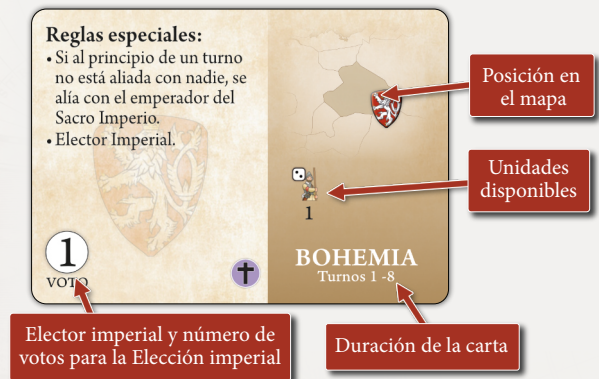 Reglas especiales:
• Si al principio de un turno
no está aliada con nadie, se
alía con el emperador del
Sacro Imperio.
• Elector Imperial.
1
VOTO
1
BOHEMIA
Turnos 1 -8
Posición en
el mapa
Unidades
disponibles
Elector imperial y número de
votos para la Elección imperial
Duración de la carta